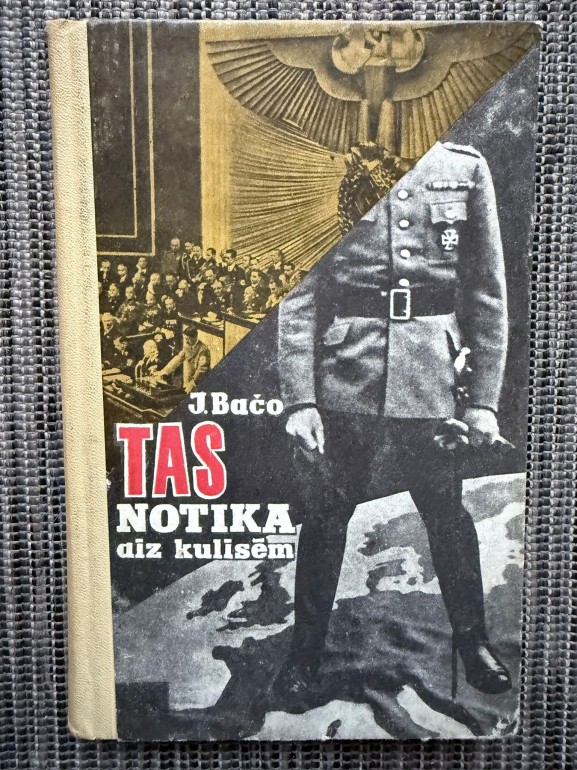 J. Bačo
TAS
NOTIKA
aiz kulisēm